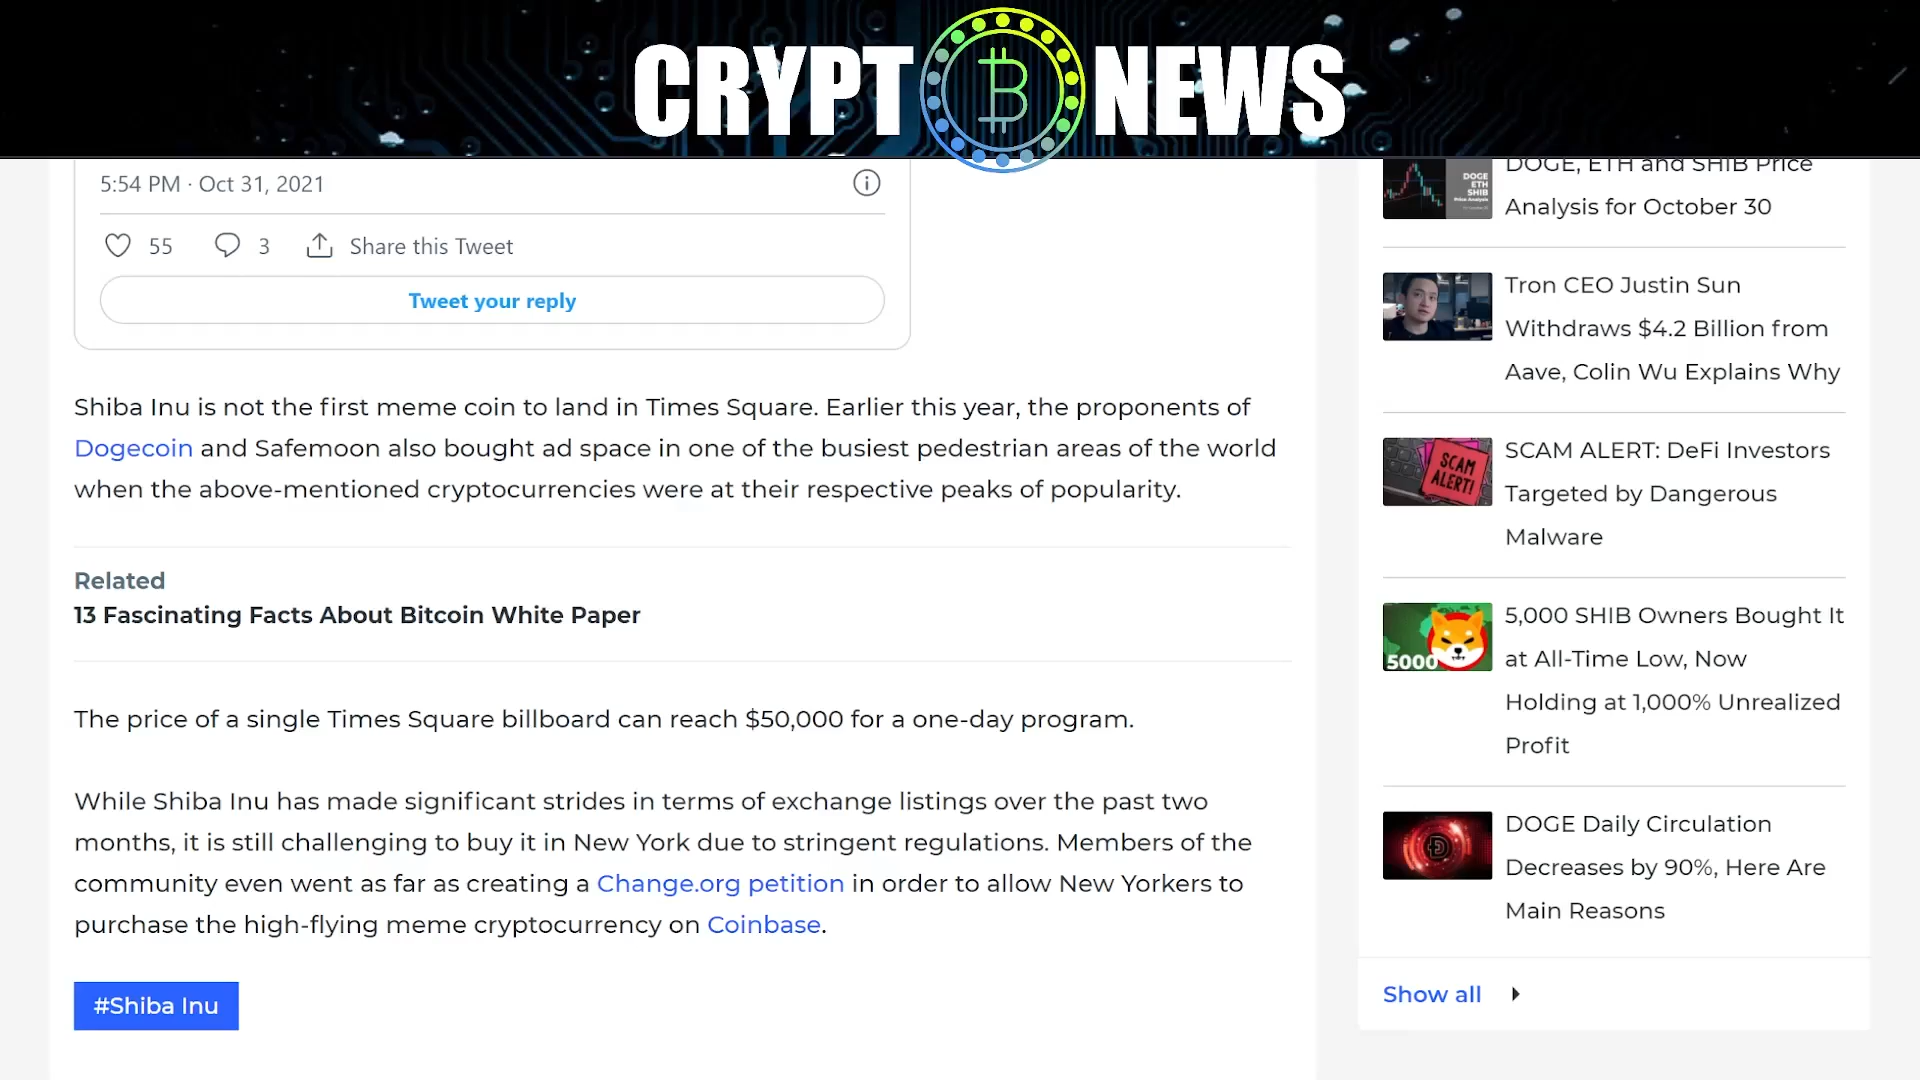 CRYPT NEWS
5:54 PM · Oct 31, 2021
55 3 Share this Tweet
Tweet your reply
Shiba Inu is not the first meme coin to land in Times Square. Earlier this year, the proponents of
Dogecoin and Safemoon also bought ad space in one of the busiest pedestrian areas of the world
when the above-mentioned cryptocurrencies were at their respective peaks of popularity.
Related
13 Fascinating Facts About Bitcoin White Paper
The price of a single Times Square billboard can reach $50,000 for a one-day program.
While Shiba Inu has made significant strides in terms of exchange listings over the past two
months, it is still challenging to buy it in New York due to stringent regulations. Members of the
community even went as far as creating a Change.org petition in order to allow New Yorkers to
purchase the high-flying meme cryptocurrency on Coinbase.
#Shiba Inu
DOGE
ETH
SHIB
Price Analysis
DOGE, ETH and SHIB Price
Analysis for October 30
Tron CEO Justin Sun
Withdraws $4.2 Billion from
Aave, Colin Wu Explains Why
SCAM
ALERT!
SCAM ALERT: DeFi Investors
Targeted by Dangerous
Malware
5000
5,000 SHIB Owners Bought It
at All-Time Low, Now
Holding at 1,000% Unrealized
Profit
DOGE Daily Circulation
Decreases by 90%, Here Are
Main Reasons
Show all